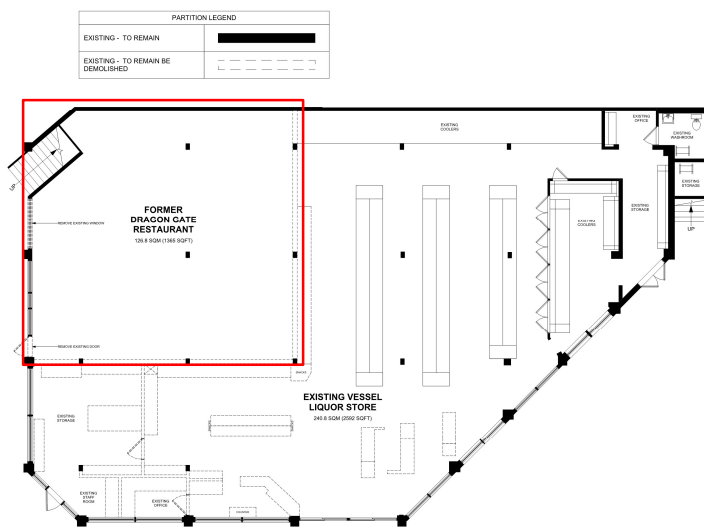 PARTITION LEGEND
EXISTING - TO REMAIN
EXISTING - TO REMAIN BE
DEMOLISHED
EXISTING
COOLERS
EXISTING
OFFICE
EXISTING
WASHROOM
EXISTING
STORAGE
UP
EXISTING
STORAGE
EXISTING
COOLERS
UP
REMOVE EXISTING WINDOW
FORMER
DRAGON GATE
RESTAURANT
126.8 SQM (1365 SQFT)
REMOVE EXISTING DOOR
EXISTING VESSEL
LIQUOR STORE
240.8 SQM (2592 SQFT)
EXISTING
STORAGE
EXISTING
STAFF
ROOM
EXISTING
OFFICE